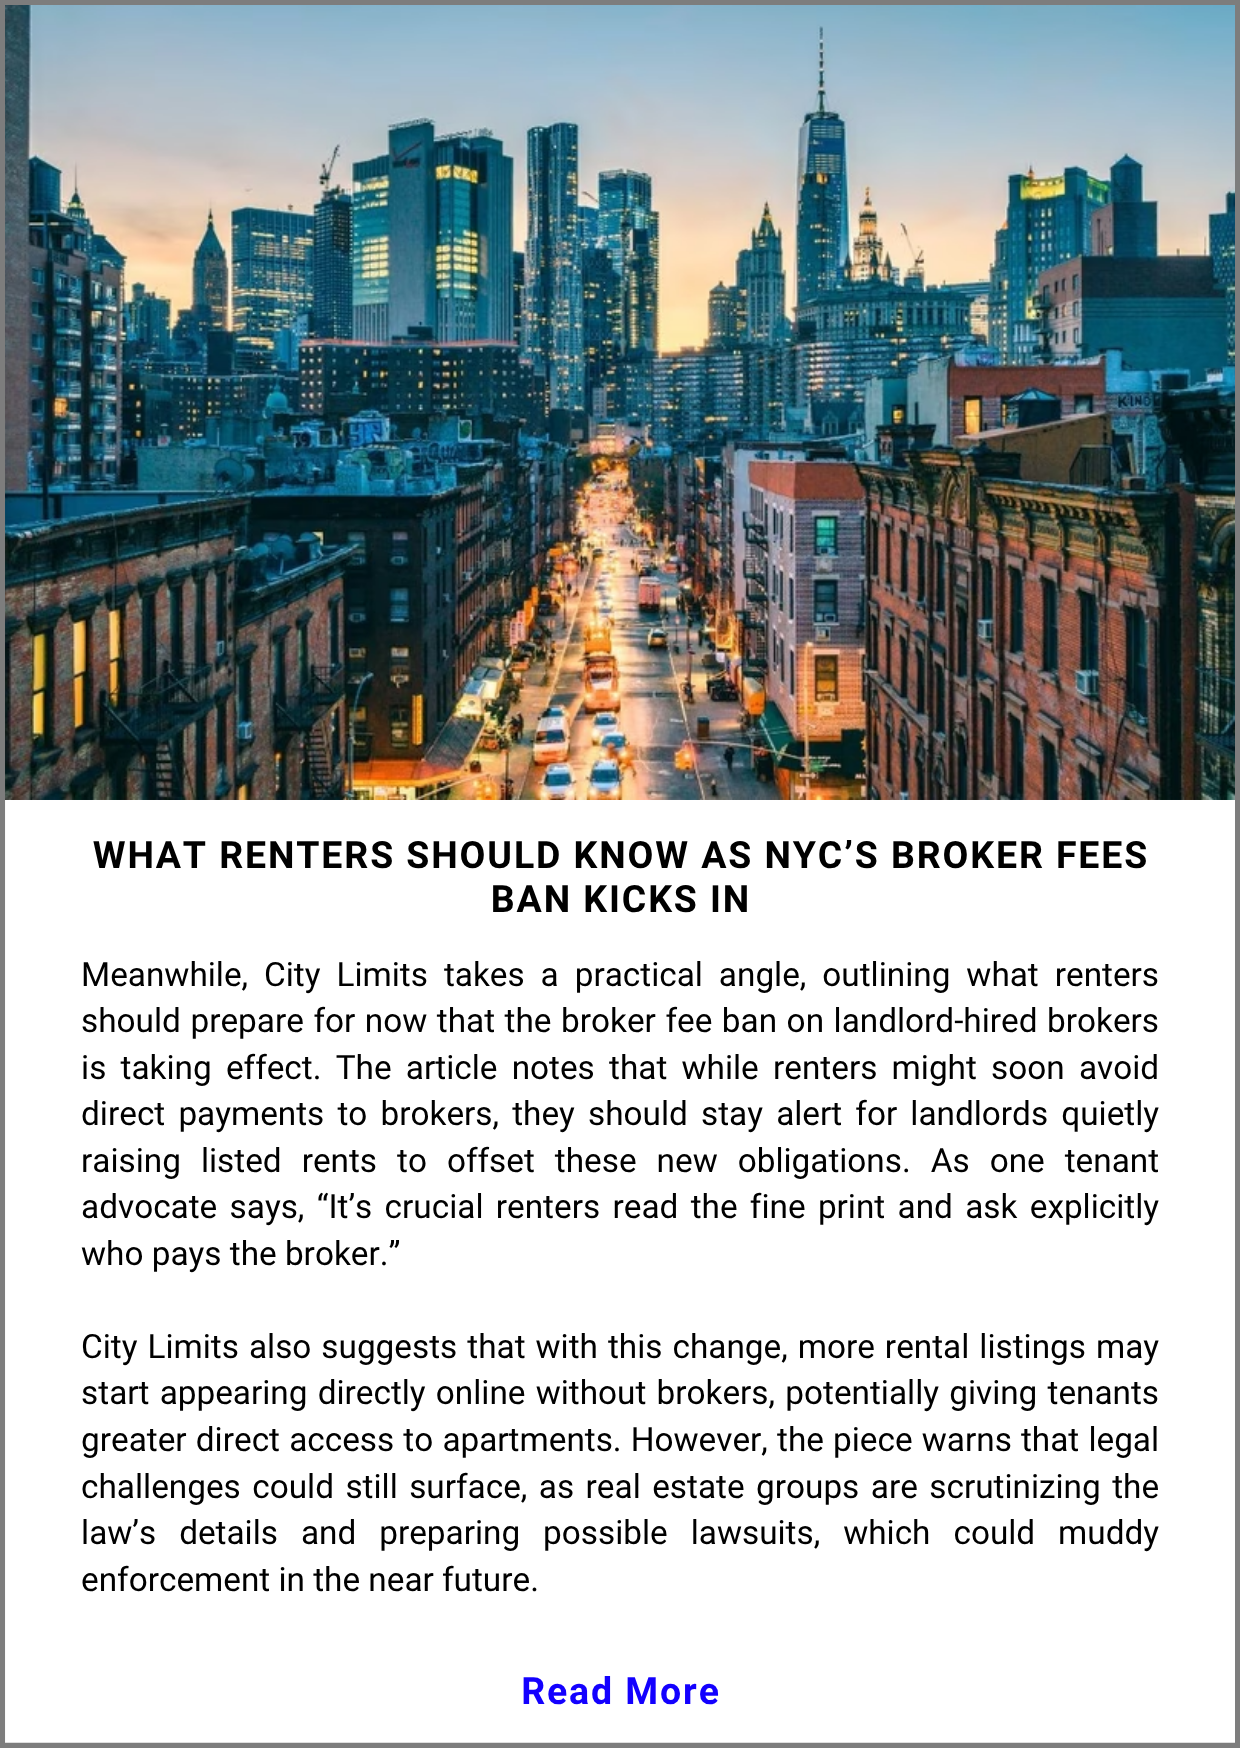 KING
WHAT RENTERS SHOULD KNOW AS NYC’S BROKER FEES
BAN KICKS IN
Meanwhile, City Limits takes a practical angle, outlining what renters
should prepare for now that the broker fee ban on landlord-hired brokers
is taking effect. The article notes that while renters might soon avoid
direct payments to brokers, they should stay alert for landlords quietly
raising listed rents to offset these new obligations. As one tenant
advocate says, “It’s crucial renters read the fine print and ask explicitly
who pays the broker.”
City Limits also suggests that with this change, more rental listings may
start appearing directly online without brokers, potentially giving tenants
greater direct access to apartments. However, the piece warns that legal
challenges could still surface, as real estate groups are scrutinizing the
law’s details and preparing possible lawsuits, which could muddy
enforcement in the near future.
Read More